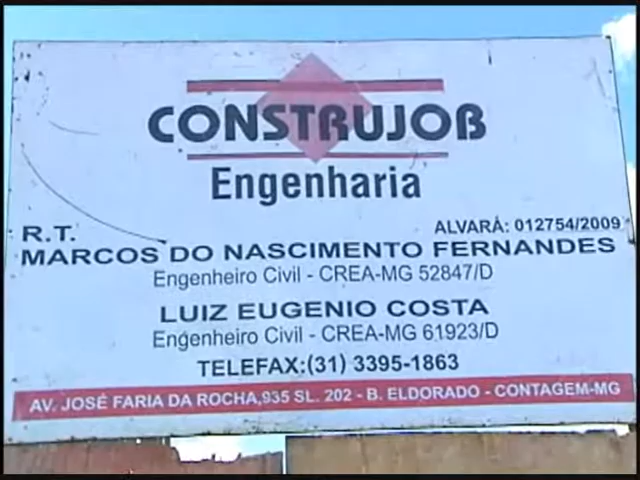 CONSTRUJOB
Engenharia
R.T.
ALVARÁ: 012754/2009
MARCOS DO NASCIMENTO FERNANDES
Engenheiro Civil - CREA-MG 52847/D
LUIZ EUGENIO COSTA
Engenheiro Civil - CREA-MG 61923/D
TELEFAX:(31) 3395-1863
AV. JOSÉ FARIA DA ROCHA,935 SL. 202 - B. ELDORADO - CONTAGEM-MG